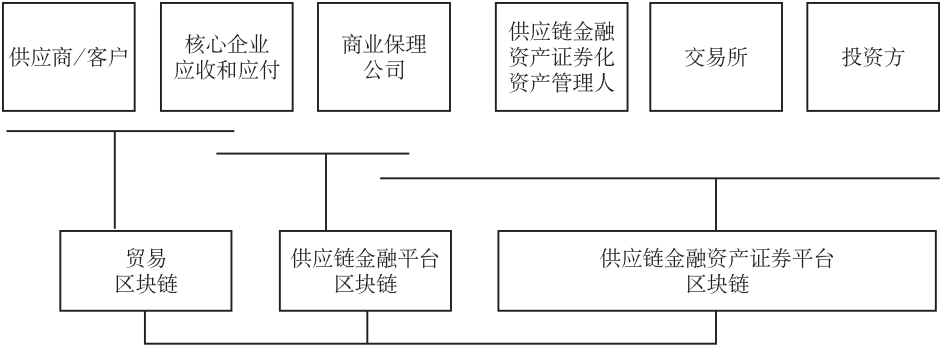 供应商/客户
核心企业
应收和应付
商业保理
公司
供应链金融
资产证券化
资产管理人
交易所
投资方
贸易
区块链
供应链金融平台
区块链
供应链金融资产证券平台
区块链